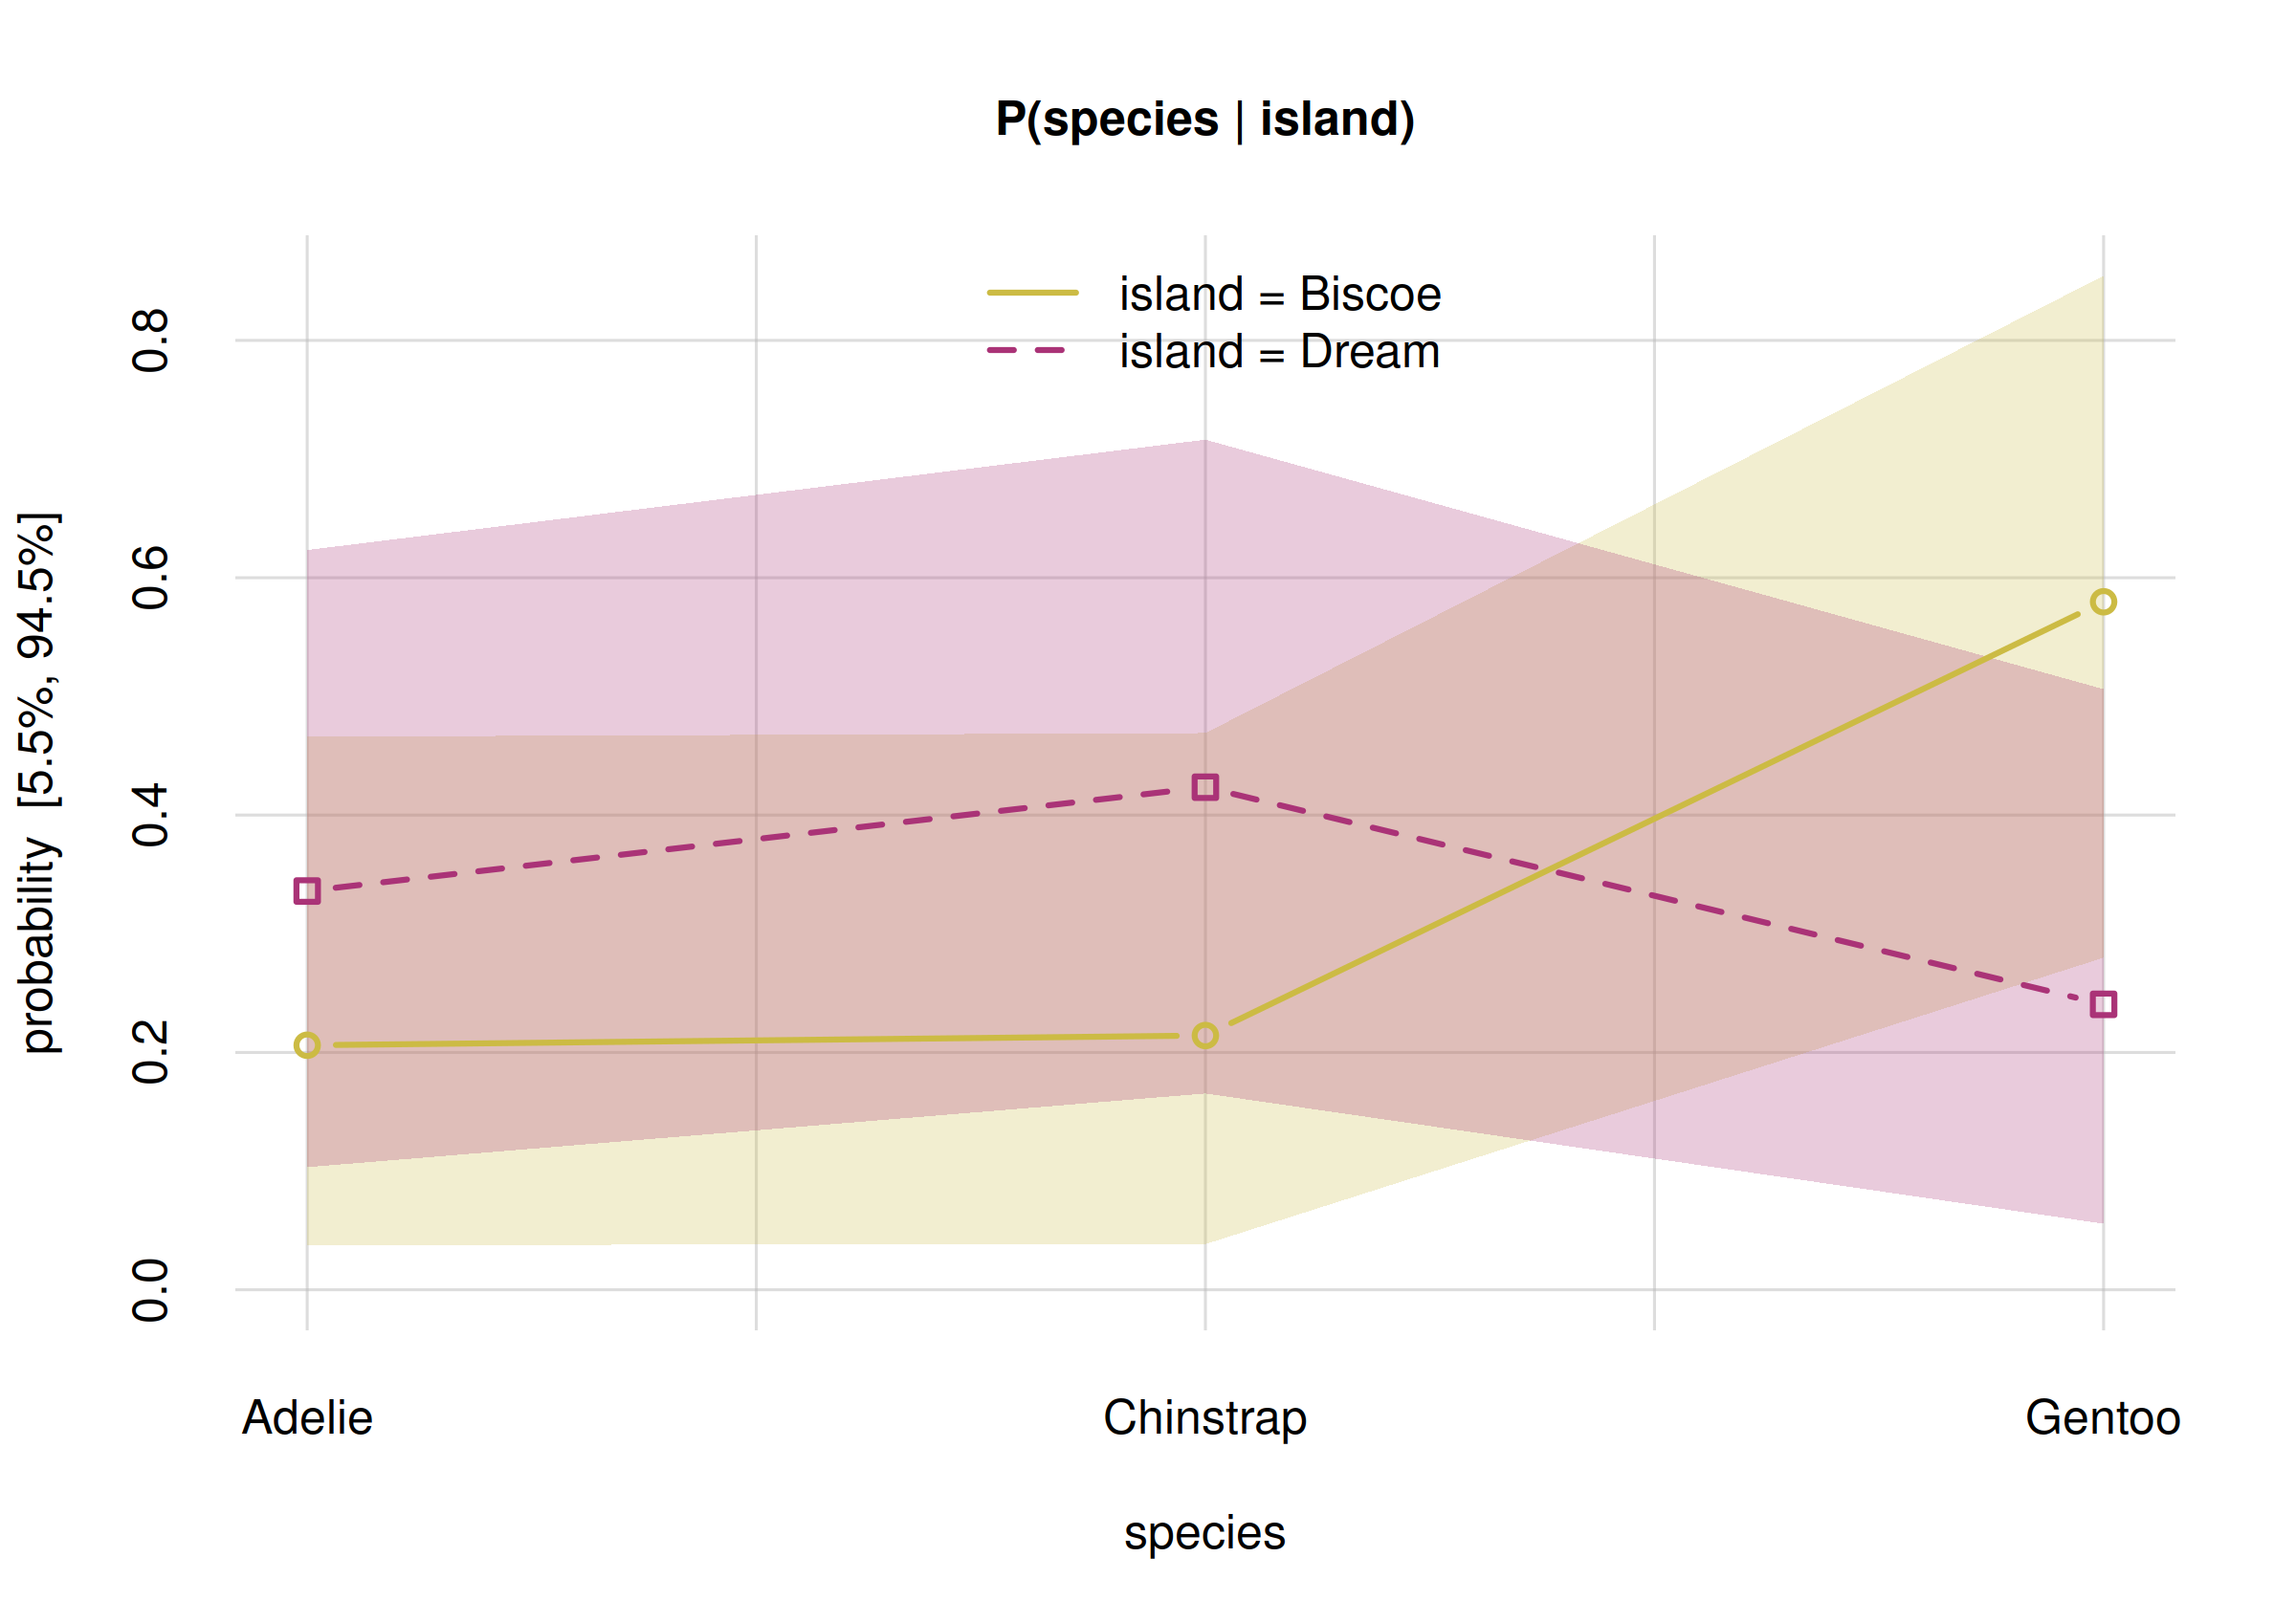 P(species | island)
island = Biscoe
island = Dream
probability [5.5%, 94.5%]
0.8
0.6
0.4
0.2
0.0
Adelie
Chinstrap
Gentoo
species